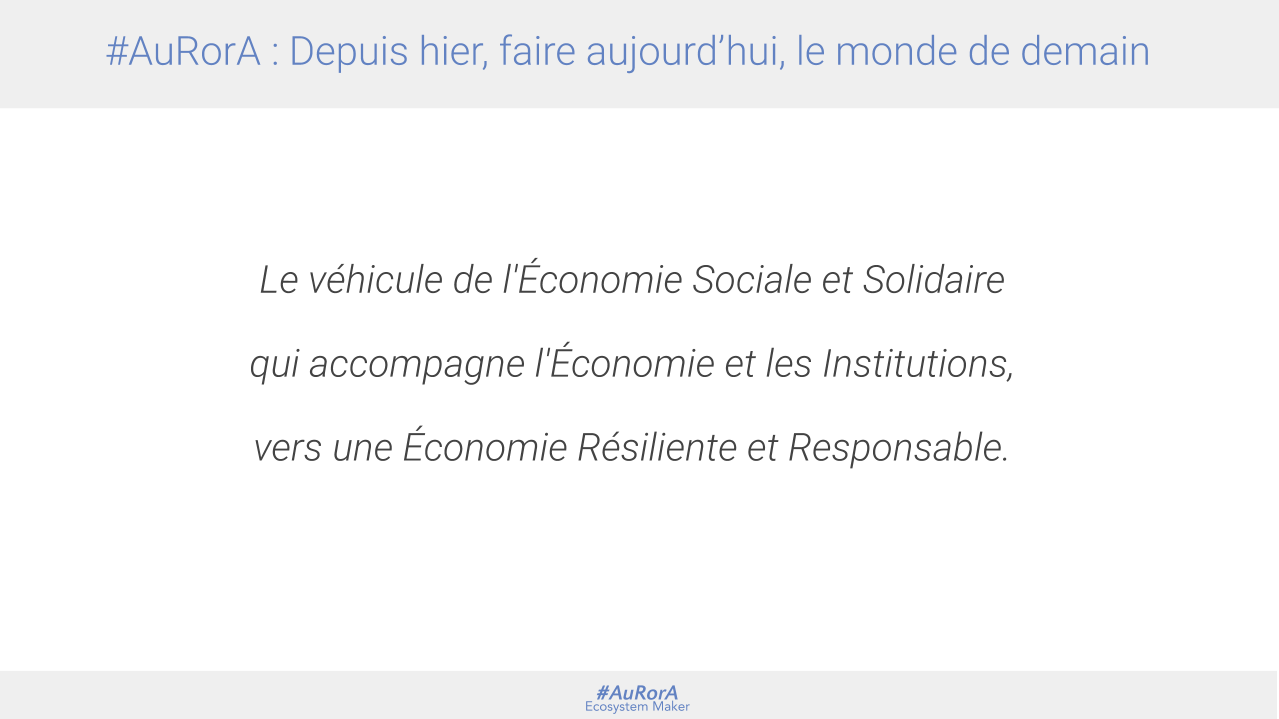 #AuRorA : Depuis hier, faire aujourd’hui, le monde de demain
Le véhicule de l'Économie Sociale et Solidaire
qui accompagne l'Économie et les Institutions,
vers une Économie Résiliente et Responsable.
#AuRorA
Ecosystem Maker